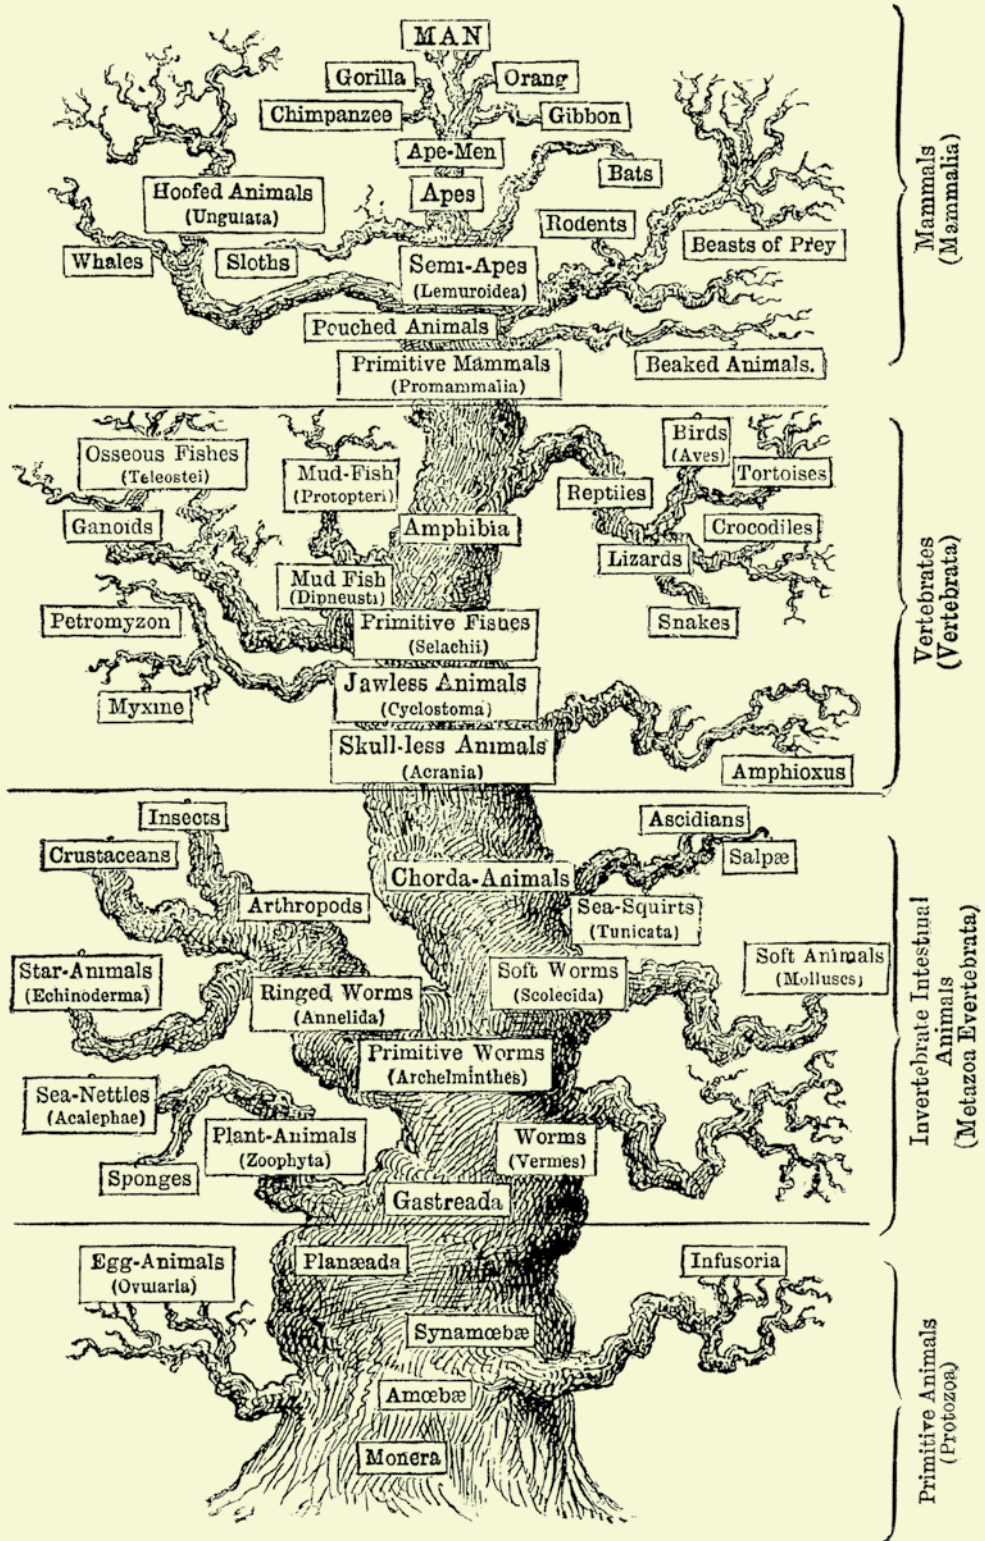 MAN
Gorilla
Orang
Chimpanzee
Gibbon
Ape-Men
Bats
Apes
Hoofed Animals
(Ungulata)
Rodents
Beasts of Prey
Whales
Sloths
Semi-Apes
(Lemuroidea)
Pouched Animals
Primitive Mammals
(Promammalia)
Beaked Animals.
Mammals
(Mammalia)
Osseous Fishes
(Teleostei)
Mud-Fish
(Protopteri)
Birds
(Aves)
Tortoises
Reptiles
Ganoids
Amphibia
Crocodiles
Lizards
Mud Fish
(Dipneusti)
Petromyzon
Primitive Fishes
(Selachii)
Snakes
Jawless Animals
(Cyclostoma)
Myxine
Skull-less Animals
(Acrania)
Amphioxus
Vertebrates
(Vertebrata)
Insects
Ascidians
Crustaceans
Salpæ
Chorda-Animals
Arthropods
Sea-Squirts
(Tunicata)
Star-Animals
(Echinoderma)
Ringed Worms
(Annelida)
Soft Worms
(Scolecida)
Soft Animals
(Molluscs)
Primitive Worms
(Archelminthes)
Sea-Nettles
(Acalephae)
Plant-Animals
(Zoophyta)
Worms
(Vermes)
Sponges
Gastreada
Invertebrate Intestinal
Animals
(Metazoa Evertebrata)
Egg-Animals
(Ovularia)
Planæada
Infusoria
Synamœbæ
Amœbæ
Monera
Primitive Animals
(Protozoa)